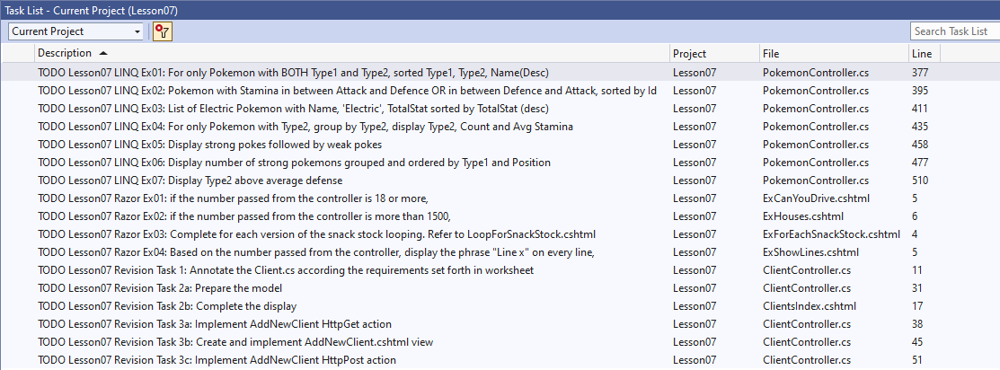 Task List - Current Project (Lesson07)
Current Project Search Task List
Description Project File Line
TODO Lesson07 LINQ Ex01: For only Pokemon with BOTH Type1 and Type2, sorted Type1, Type2, Name(Desc) Lesson07 PokemonController.cs 377
TODO Lesson07 LINQ Ex02: Pokemon with Stamina in between Attack and Defence OR in between Defence and Attack, sorted by Id Lesson07 PokemonController.cs 395
TODO Lesson07 LINQ Ex03: List of Electric Pokemon with Name, 'Electric', TotalStat sorted by TotalStat (desc) Lesson07 PokemonController.cs 411
TODO Lesson07 LINQ Ex04: For only Pokemon with Type2, group by Type2, display Type2, Count and Avg Stamina Lesson07 PokemonController.cs 435
TODO Lesson07 LINQ Ex05: Display strong pokes followed by weak pokes Lesson07 PokemonController.cs 458
TODO Lesson07 LINQ Ex06: Display number of strong pokemons grouped and ordered by Type1 and Position Lesson07 PokemonController.cs 477
TODO Lesson07 LINQ Ex07: Display Type2 above average defense Lesson07 PokemonController.cs 510
TODO Lesson07 Razor Ex01: if the number passed from the controller is 18 or more, Lesson07 ExCanYouDrive.cshtml 5
TODO Lesson07 Razor Ex02: if the number passed from the controller is more than 1500, Lesson07 ExHouses.cshtml 6
TODO Lesson07 Razor Ex03: Complete for each version of the snack stock looping. Refer to LoopForSnackStock.cshtml Lesson07 ExForEachSnackStock.cshtml 4
TODO Lesson07 Razor Ex04: Based on the number passed from the controller, display the phrase "Line x" on every line, Lesson07 ExShowLines.cshtml 5
TODO Lesson07 Revision Task 1: Annotate the Client.cs according the requirements set forth in worksheet Lesson07 ClientController.cs 11
TODO Lesson07 Revision Task 2a: Prepare the model Lesson07 ClientController.cs 31
TODO Lesson07 Revision Task 2b: Complete the display Lesson07 ClientsIndex.cshtml 17
TODO Lesson07 Revision Task 3a: Implement AddNewClient HttpGet action Lesson07 ClientController.cs 38
TODO Lesson07 Revision Task 3b: Create and implement AddNewClient.cshtml view Lesson07 ClientController.cs 45
TODO Lesson07 Revision Task 3c: Implement AddNewClient HttpPost action Lesson07 ClientController.cs 51